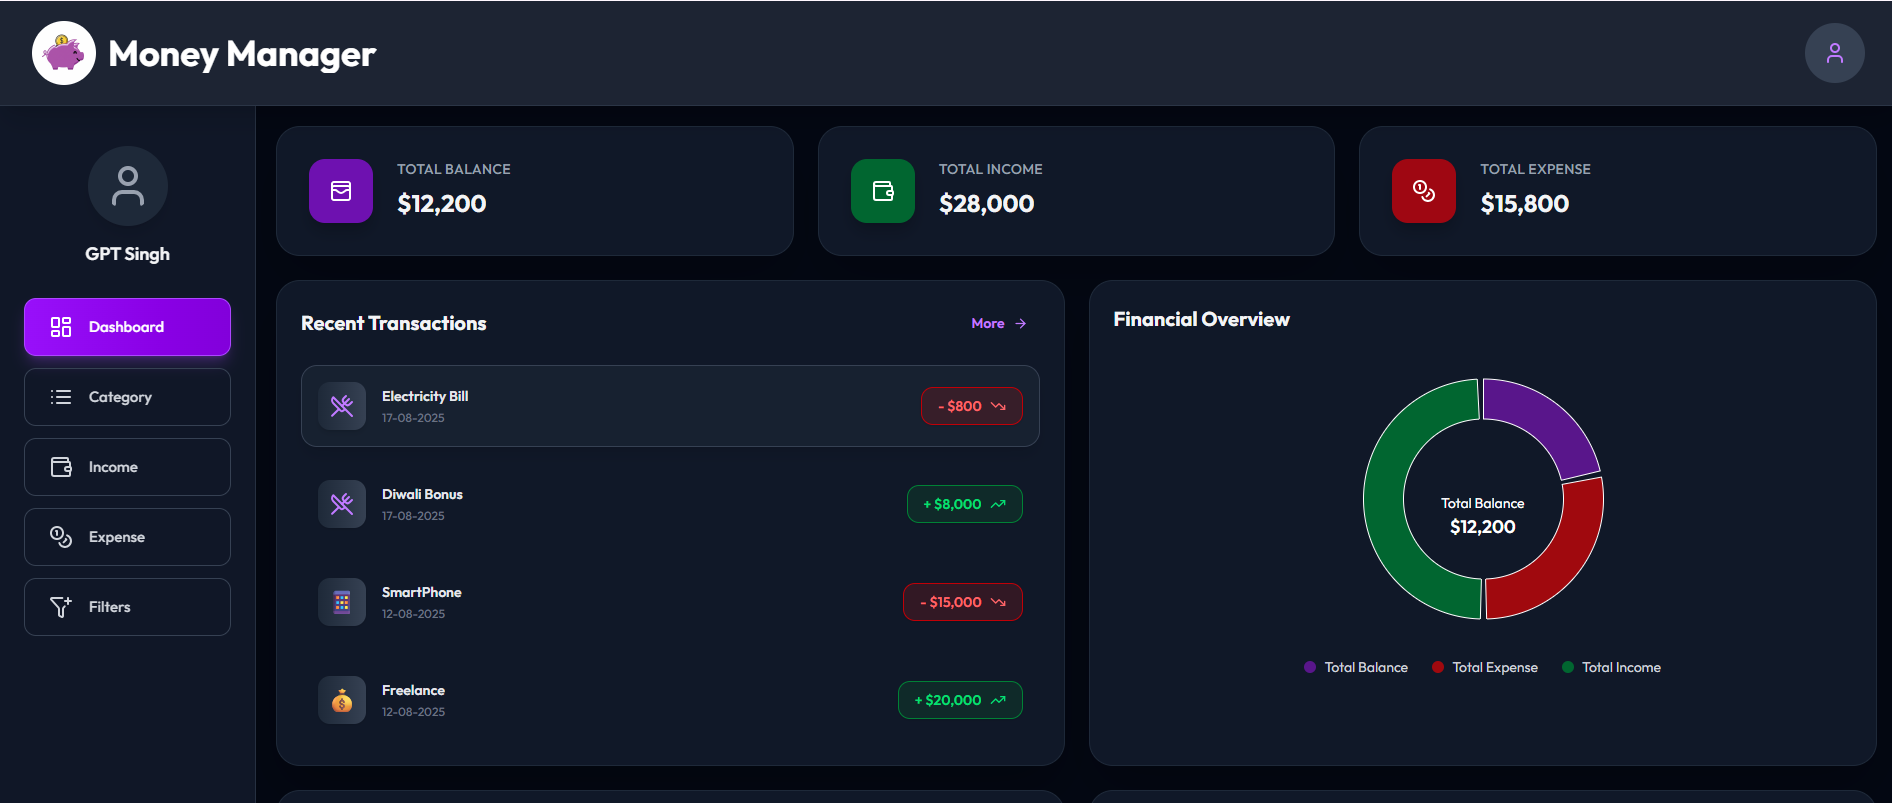 Money Manager
GPT Singh
Dashboard
Category
Income
Expense
Filters
TOTAL BALANCE
$12,200
TOTAL INCOME
$28,000
TOTAL EXPENSE
$15,800
Recent Transactions
More
Electricity Bill
17-08-2025
- $800
Diwali Bonus
17-08-2025
+ $8,000
SmartPhone
12-08-2025
- $15,000
Freelance
12-08-2025
+ $20,000
Financial Overview
Total Balance
$12,200
Total Balance
Total Expense
Total Income